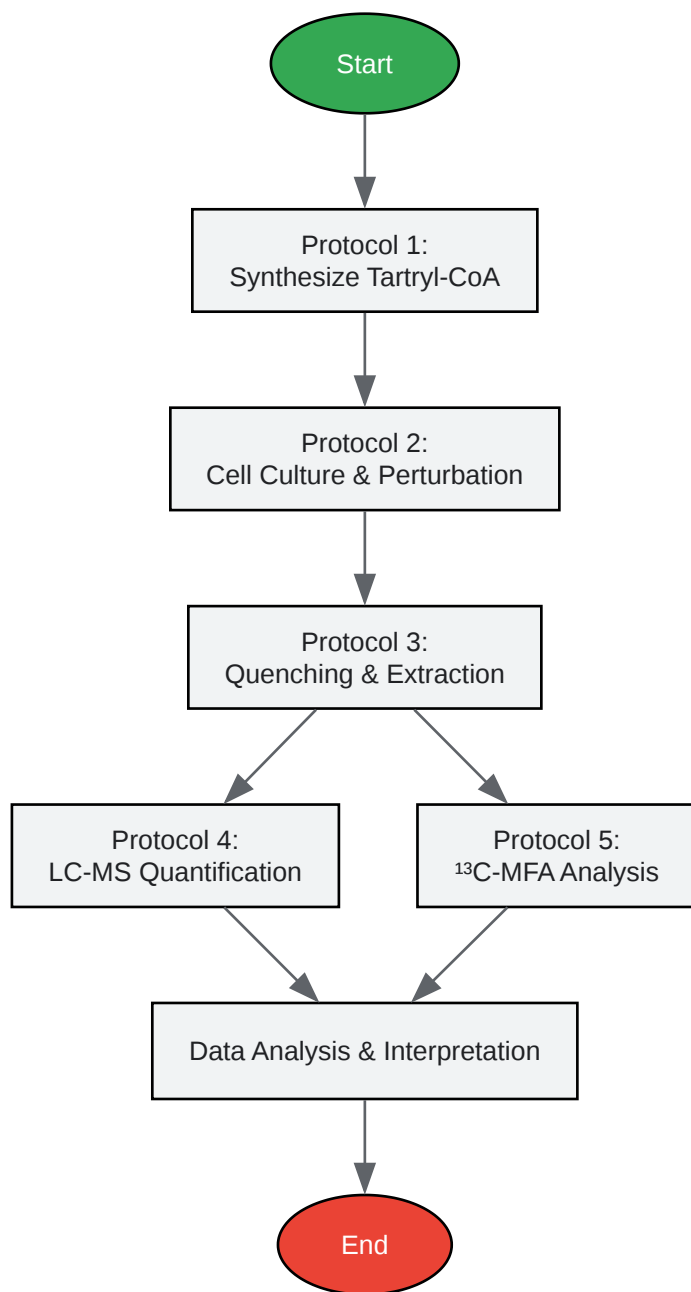 Start
Protocol 1:
Synthesize Tartryl-CoA
Protocol 2:
Cell Culture & Perturbation
Protocol 3:
Quenching & Extraction
Protocol 4:
LC-MS Quantification
Protocol 5:
¹³C-MFA Analysis
Data Analysis & Interpretation
End